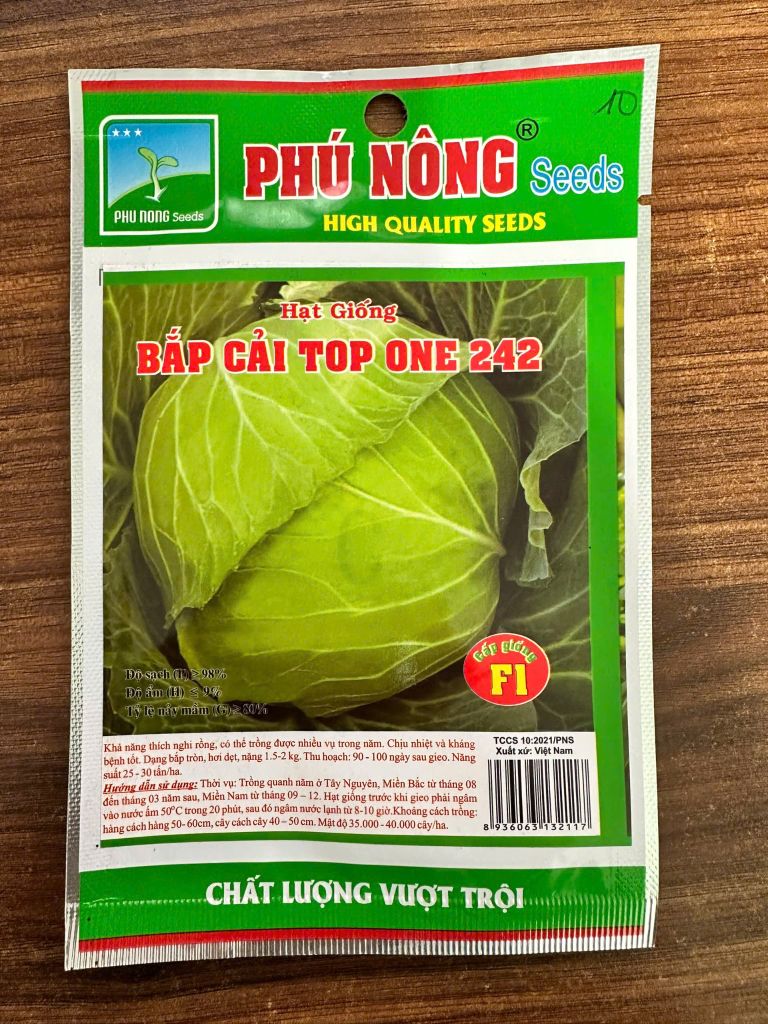 10
PHÚ NÔNG® Seeds
HIGH QUALITY SEEDS
PHU NONG Seeds
Hạt Giống
BẮP CẢI TOP ONE 242
Cấp giống
F1
Độ sạch (P) ≥ 98%
Độ ẩm (H) ≤ 9%
Tỷ lệ nảy mầm (G) ≥ 80%
Khả năng thích nghi rồng, có thể trồng được nhiều vụ trong năm. Chịu nhiệt và kháng
bệnh tốt. Dạng bắp tròn, hơi dẹt, nặng 1.5-2 kg. Thu hoạch: 90 - 100 ngày sau gieo. Năng
suất 25 - 30 tấn/ha.
Hướng dẫn sử dụng: Thời vụ: Trồng quanh năm ở Tây Nguyên, Miền Bắc từ tháng 08
đến tháng 03 năm sau, Miền Nam từ tháng 09 – 12. Hạt giống trước khi gieo phải ngâm
vào nước ấm 50°C trong 20 phút, sau đó ngâm nước lạnh từ 8-10 giờ. Khoảng cách trồng:
hàng cách hàng 50- 60cm, cây cách cây 40 – 50 cm. Mật độ 35.000 - 40.000 cây/ha.
TCCS 10:2021/PNS
Xuất xứ: Việt Nam
8 936063 132117
CHẤT LƯỢNG VƯỢT TRỘI